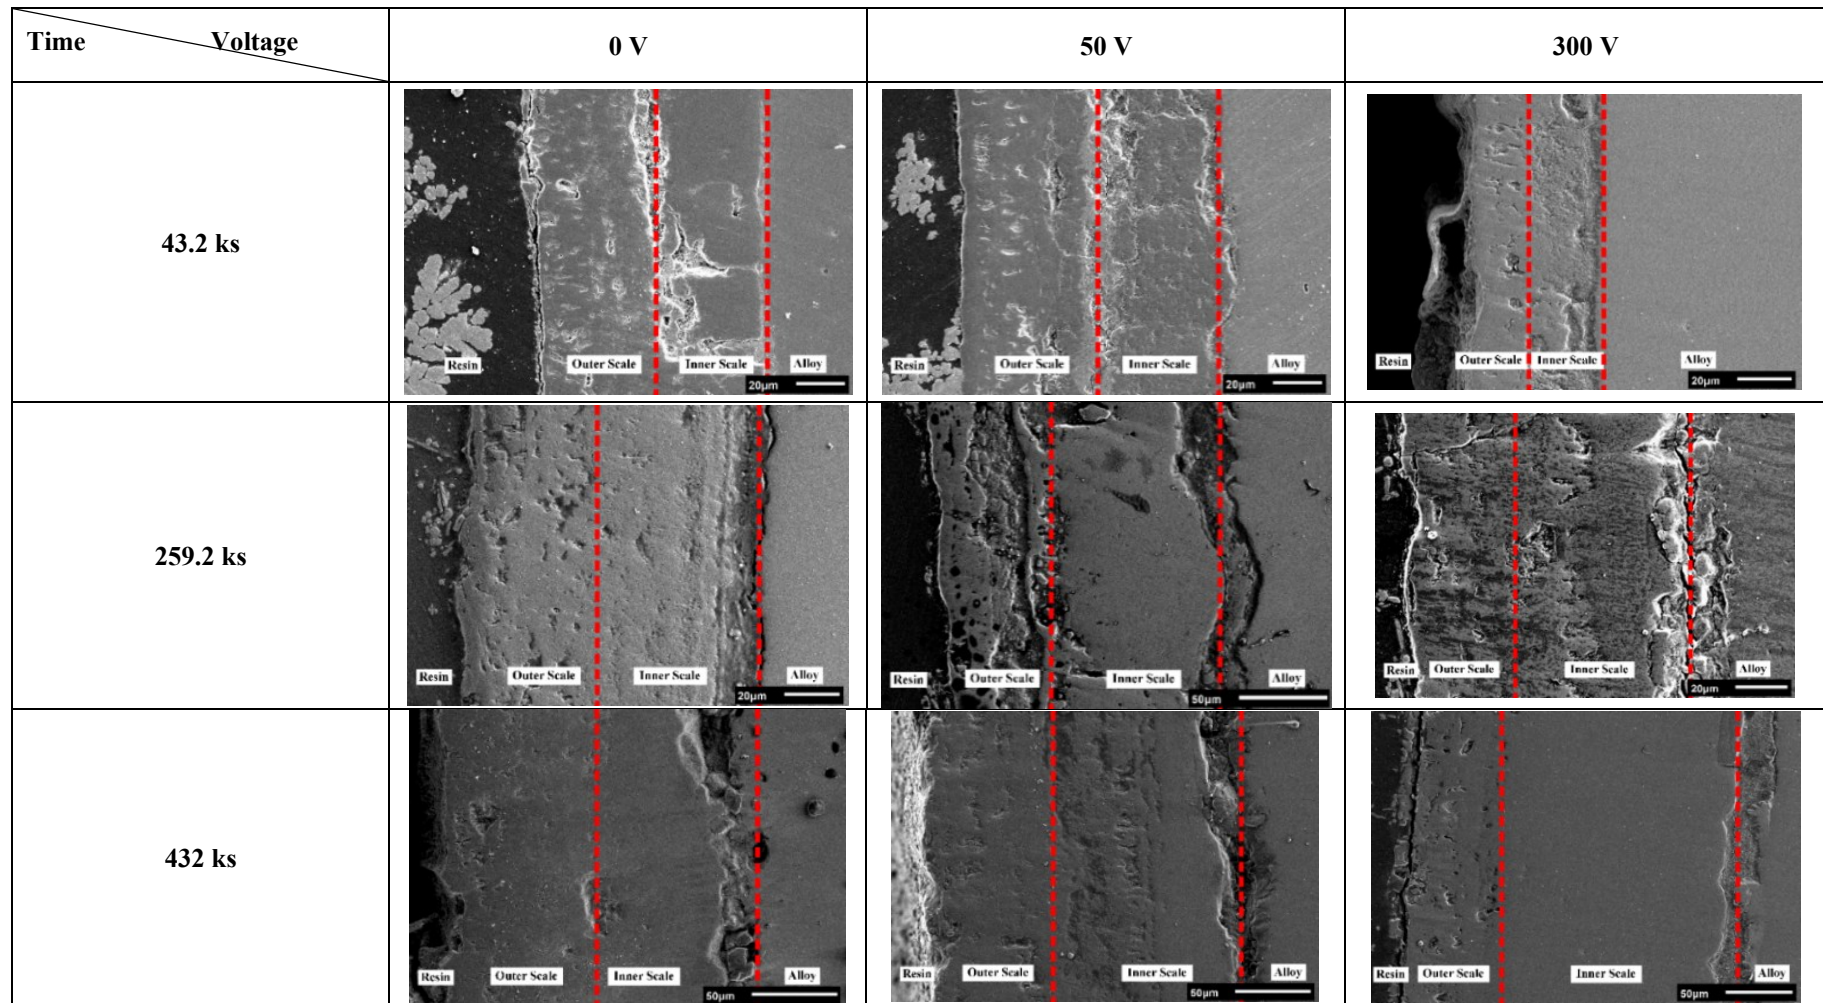 Time Voltage 0 V 50 V 300 V
43.2 ks
Resin Outer Scale Inner Scale Alloy
20μm
Resin Outer Scale Inner Scale Alloy
20μm
Resin Outer Scale Inner Scale Alloy
20μm
259.2 ks
Resin Outer Scale Inner Scale Alloy
20μm
Resin Outer Scale Inner Scale Alloy
50μm
Resin Outer Scale Inner Scale Alloy
20μm
432 ks
Resin Outer Scale Inner Scale Alloy
50μm
Resin Outer Scale Inner Scale Alloy
50μm
Resin Outer Scale Inner Scale Alloy
50μm